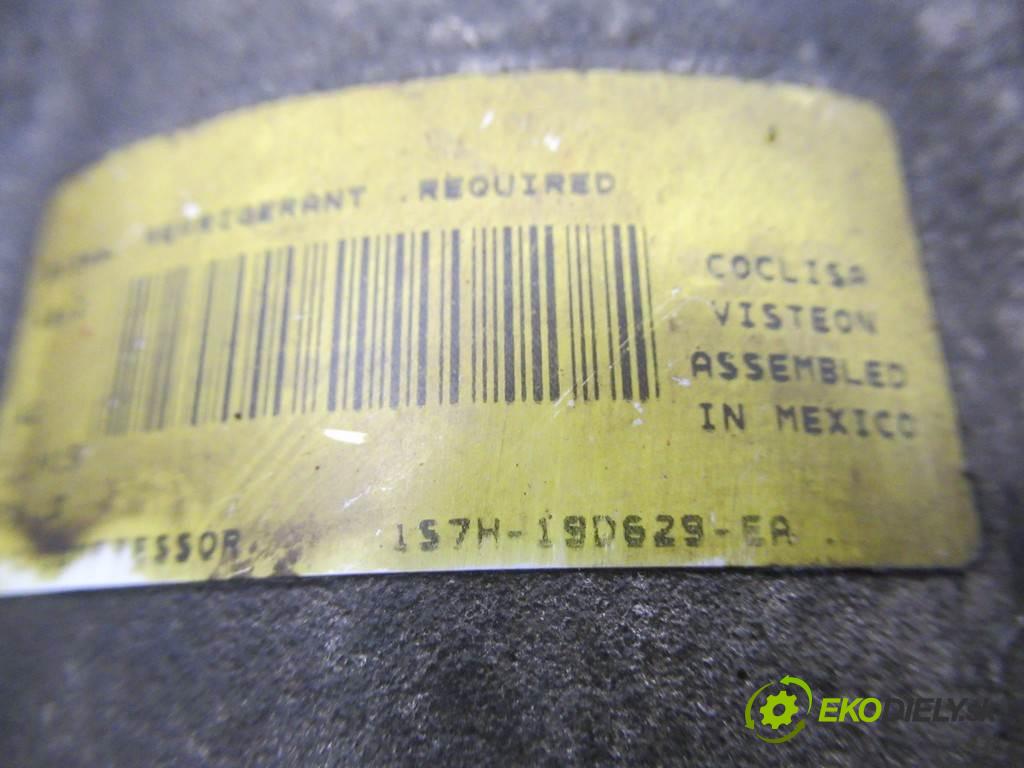 REFRIGERANT REQUIRED
COCLISA
VISTEON
ASSEMBLED
IN MEXICO
1S7H-19D629-EA
EKODIELY.SK